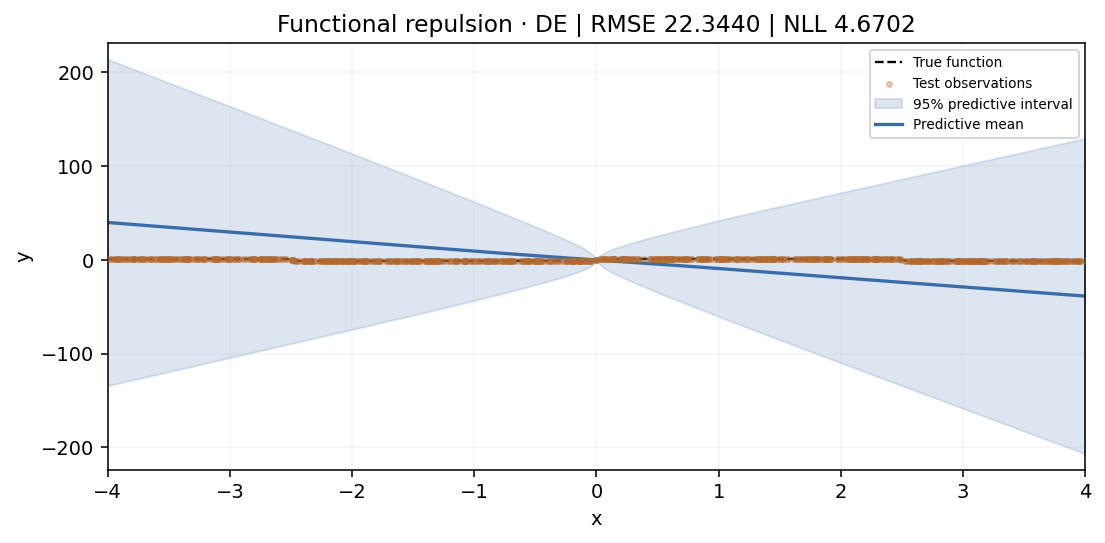 Functional repulsion · DE | RMSE 22.3440 | NLL 4.6702
True function
Test observations
95% predictive interval
Predictive mean
y
200
100
0
−100
−200
−4
−3
−2
−1
0
1
2
3
4
x